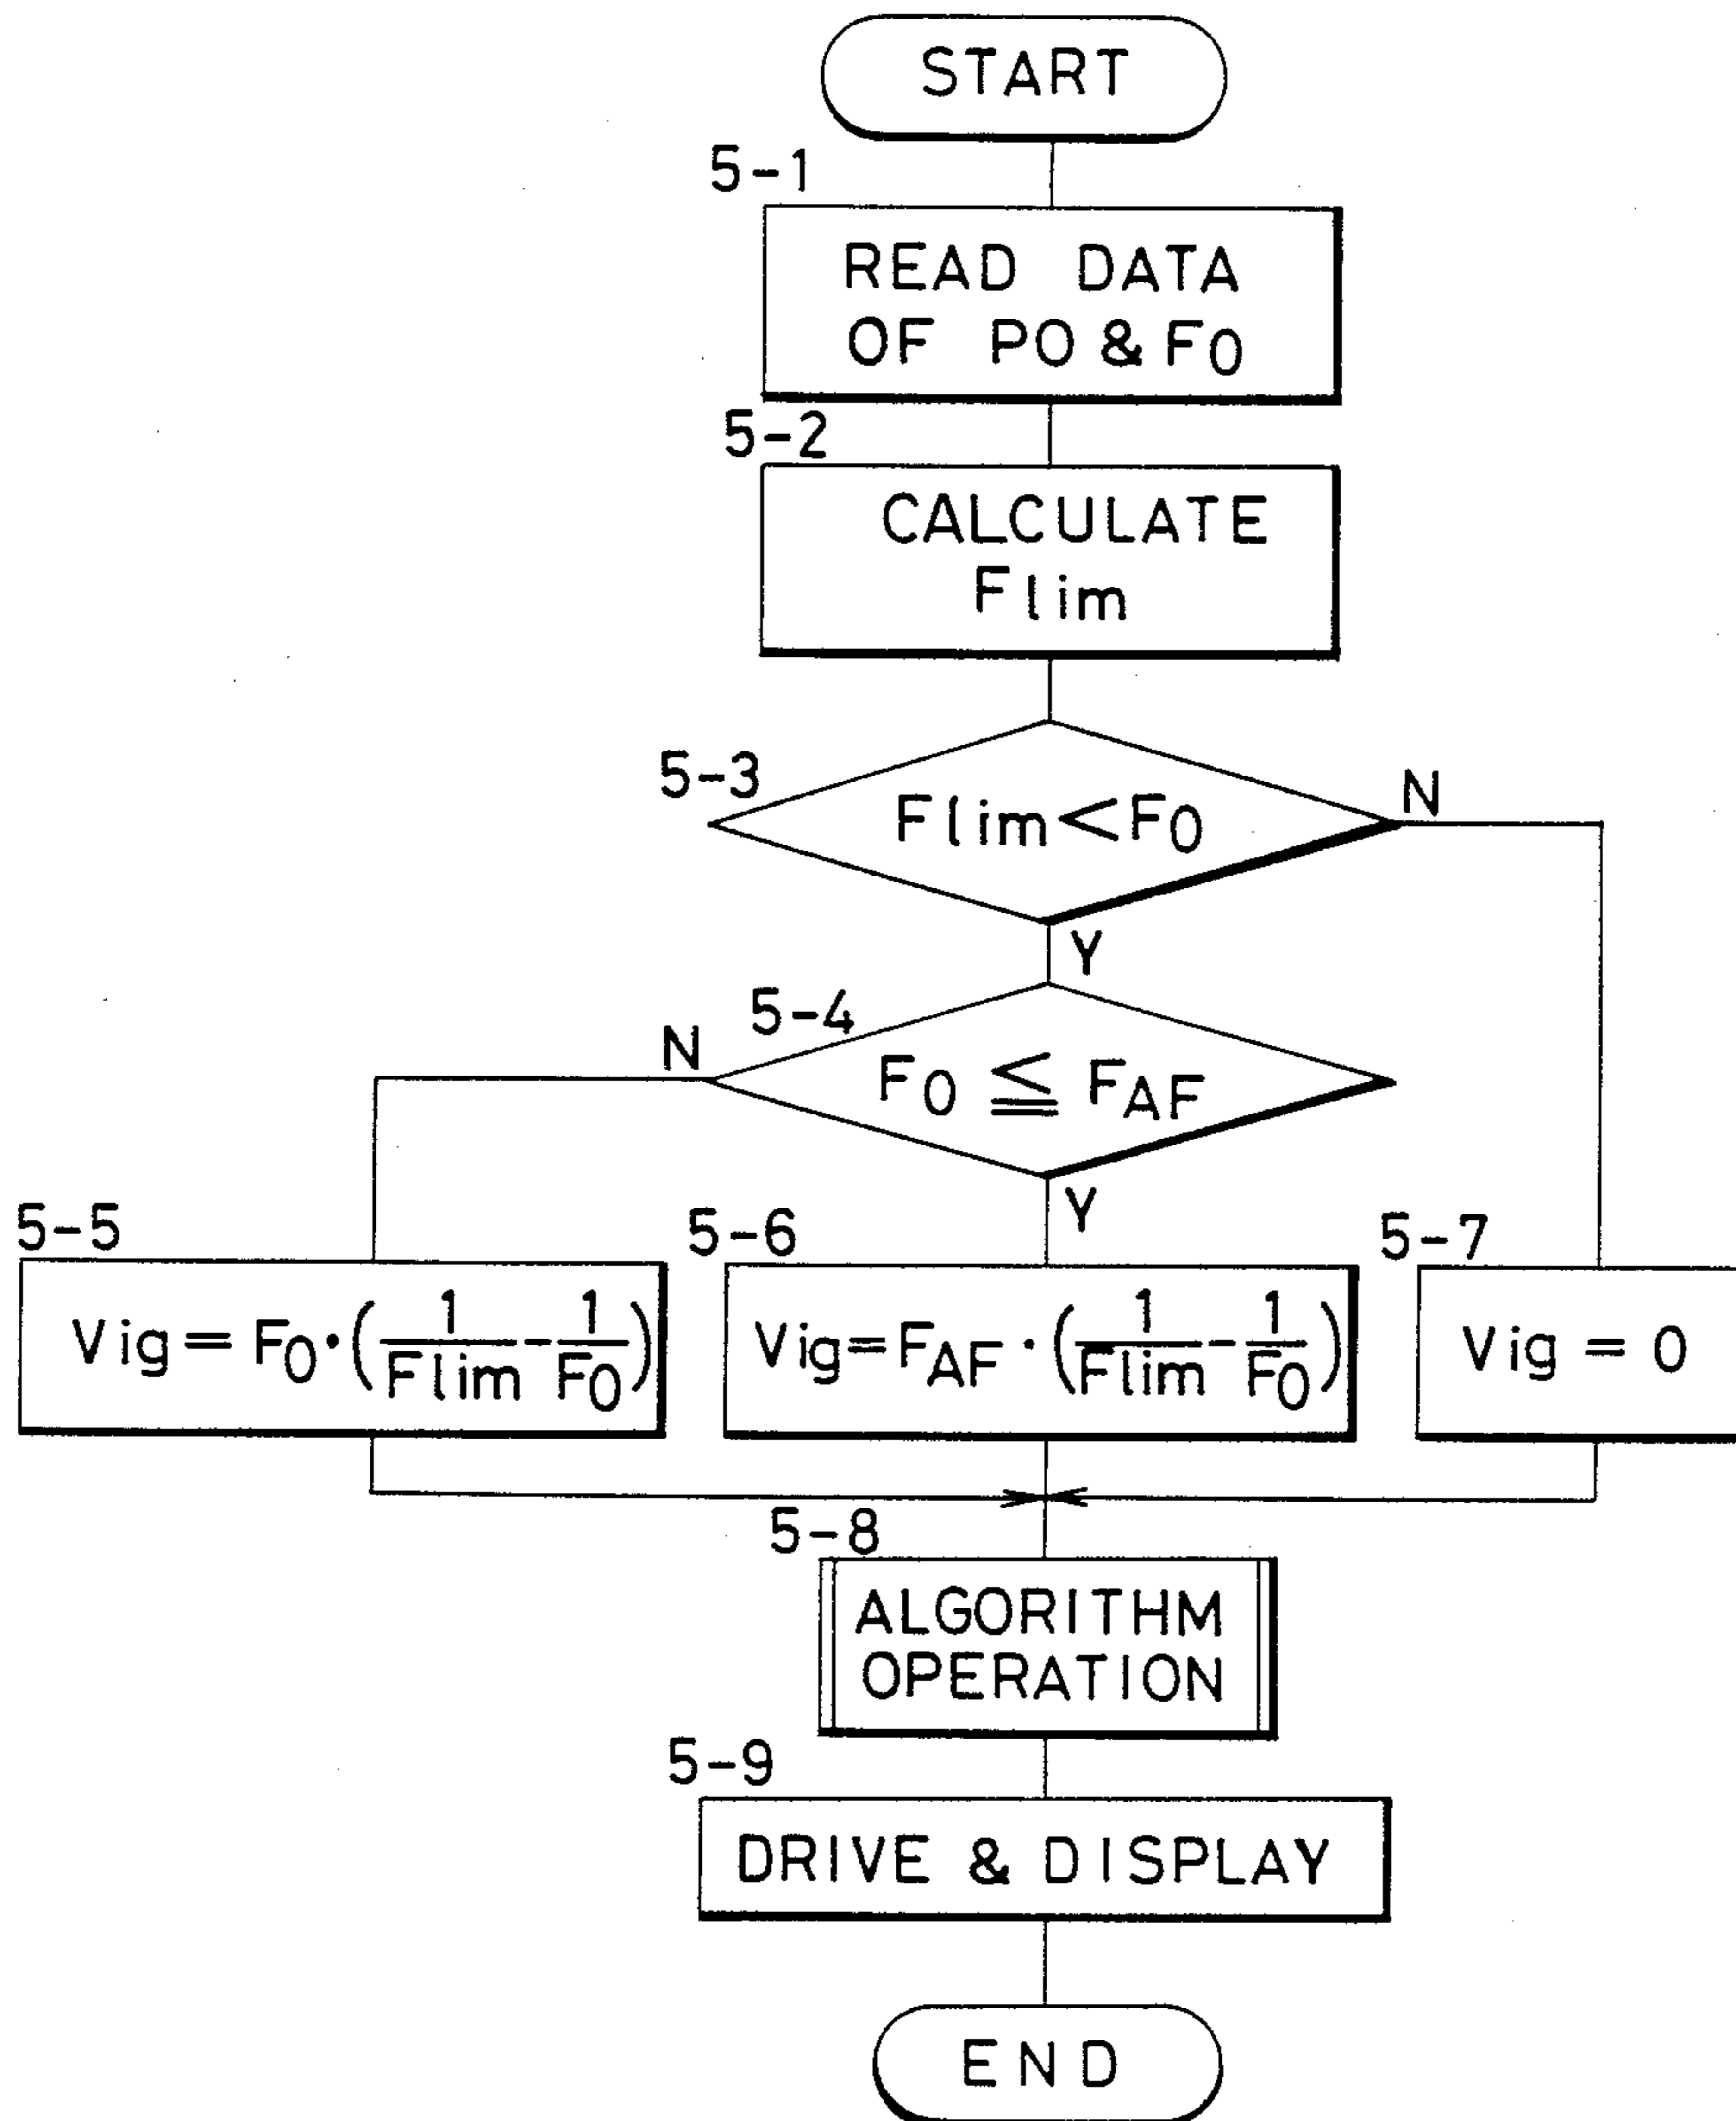 START
5-1
READ DATA
OF PO & F0
5-2
CALCULATE
Flim
5-3
Flim<F0
N
Y
5-4
N
F0 ≦ FAF
Y
5-5
Vig = F0·(1/Flim - 1/F0)
5-6
Vig=FAF·(1/Flim - 1/F0)
5-7
Vig = 0
5-8
ALGORITHM
OPERATION
5-9
DRIVE & DISPLAY
END